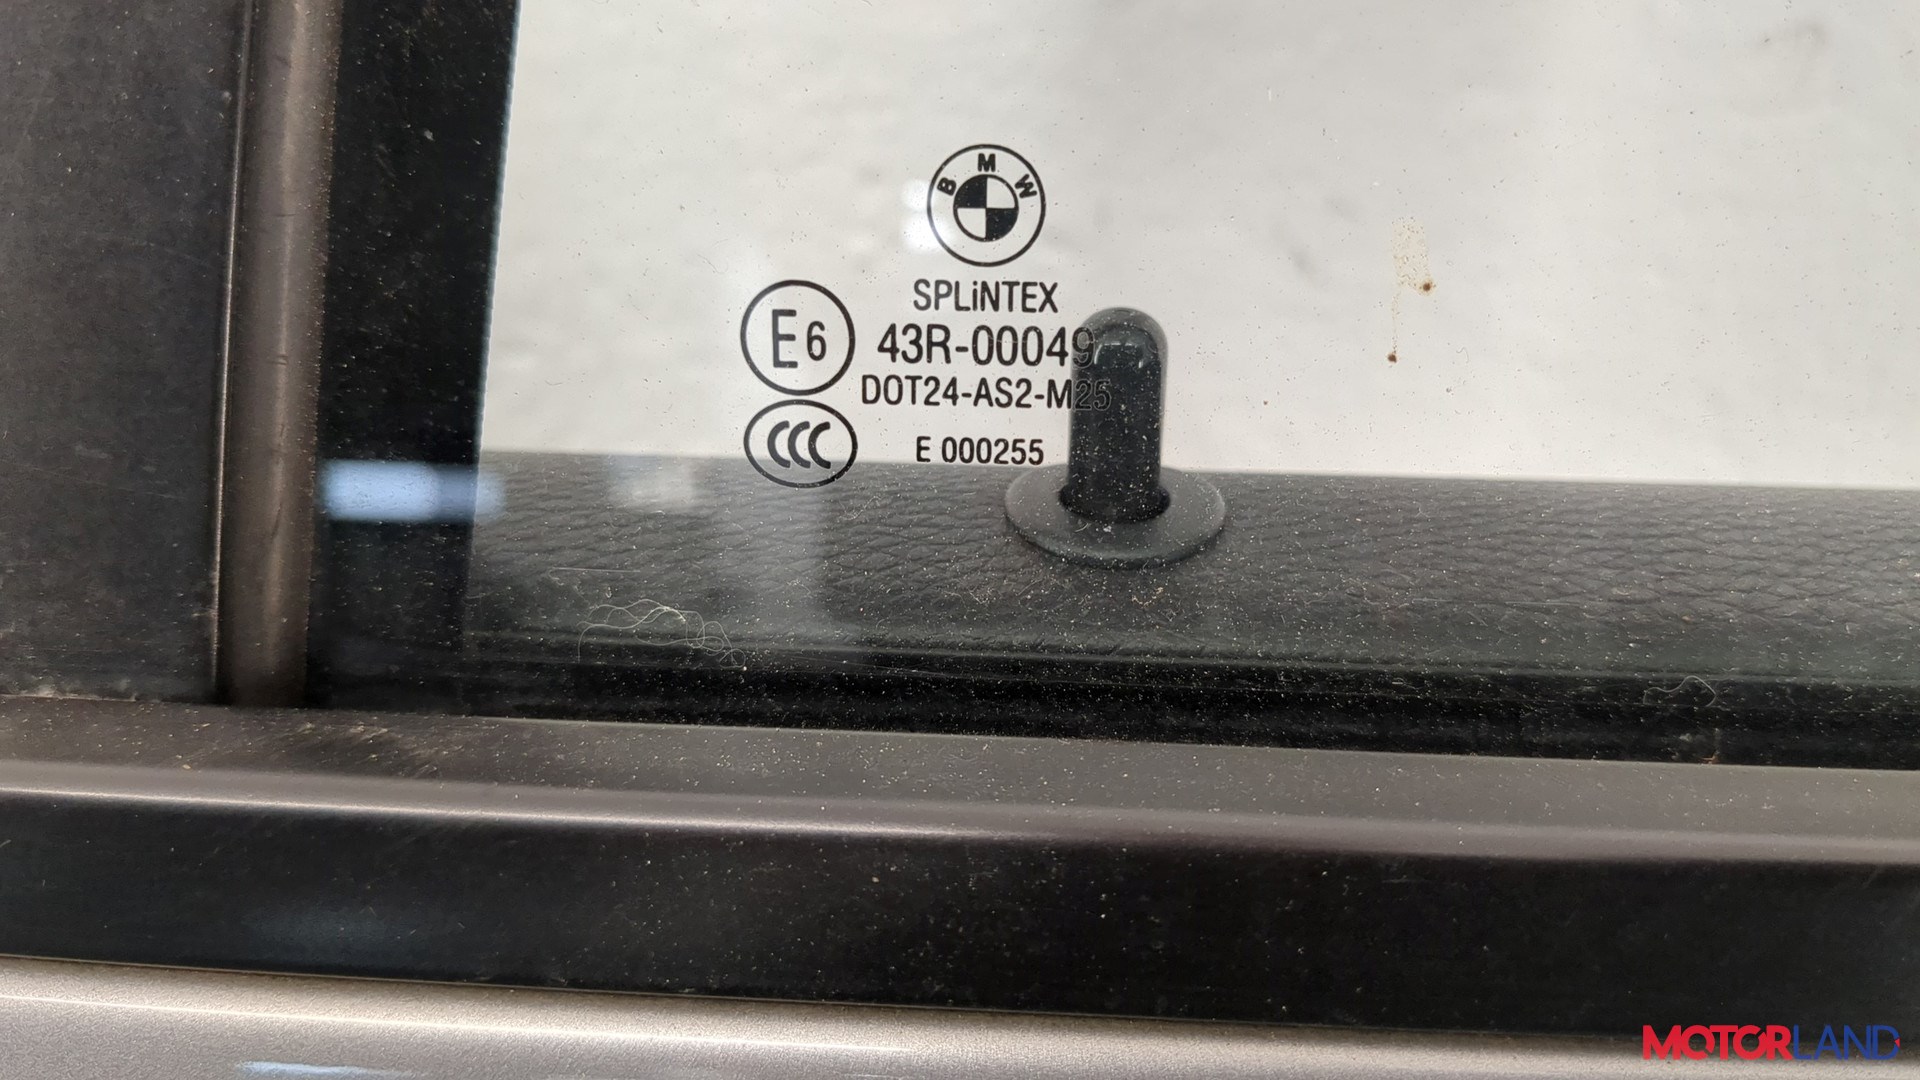 BMW
SPLiNTEX
E6
43R-00049
DOT24-AS2-M25
CCC
E 000255
MOTORLAND